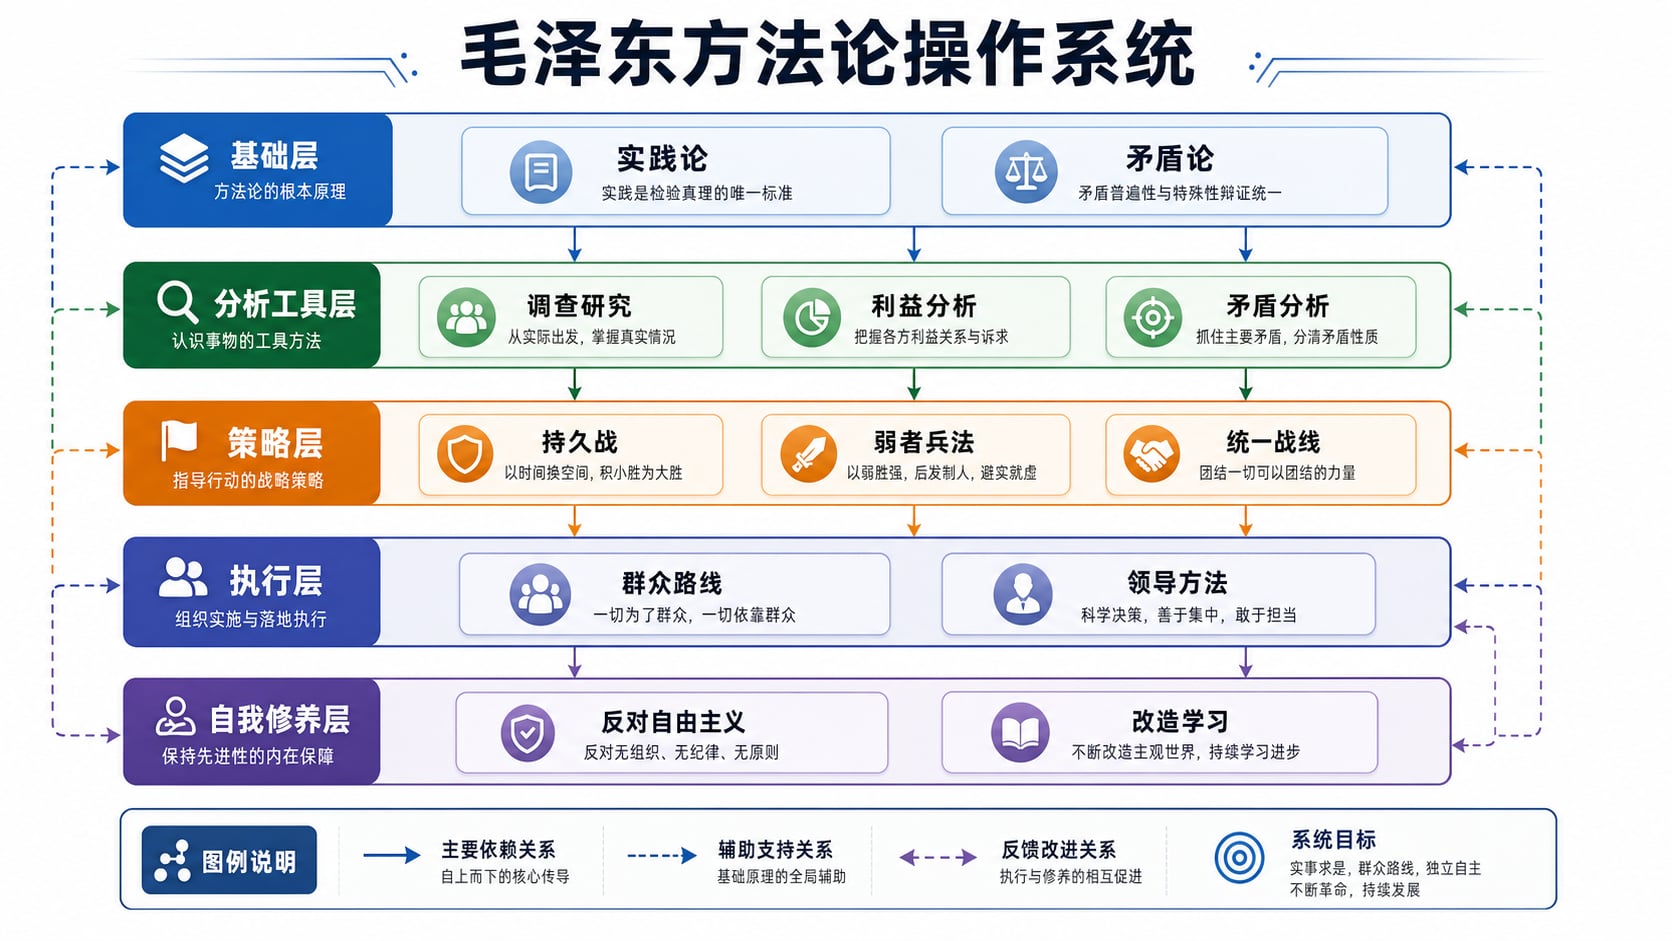 毛泽东方法论操作系统
基础层
方法论的根本原理
实践论
实践是检验真理的唯一标准
矛盾论
矛盾普遍性与特殊性辩证统一
分析工具层
认识事物的工具方法
调查研究
从实际出发，掌握真实情况
利益分析
把握各方利益关系与诉求
矛盾分析
抓住主要矛盾，分清矛盾性质
策略层
指导行动的战略策略
持久战
以时间换空间，积小胜为大胜
弱者兵法
以弱胜强，后发制人，避实就虚
统一战线
团结一切可以团结的力量
执行层
组织实施与落地执行
群众路线
一切为了群众，一切依靠群众
领导方法
科学决策，善于集中，敢于担当
自我修养层
保持先进性的内在保障
反对自由主义
反对无组织、无纪律、无原则
改造学习
不断改造主观世界，持续学习进步
图例说明
主要依赖关系
自上而下的核心传导
辅助支持关系
基础原理的全局辅助
反馈改进关系
执行与修养的相互促进
系统目标
实事求是，群众路线，独立自主
不断革命，持续发展